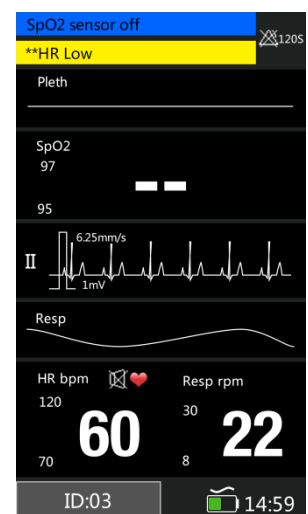 SpO2 sensor off
120S
**HR Low
Pleth
SpO2
97
--
95
6.25mm/s
II
1mV
Resp
HR bpm
Resp rpm
120
60
30
22
70
8
ID:03
14:59